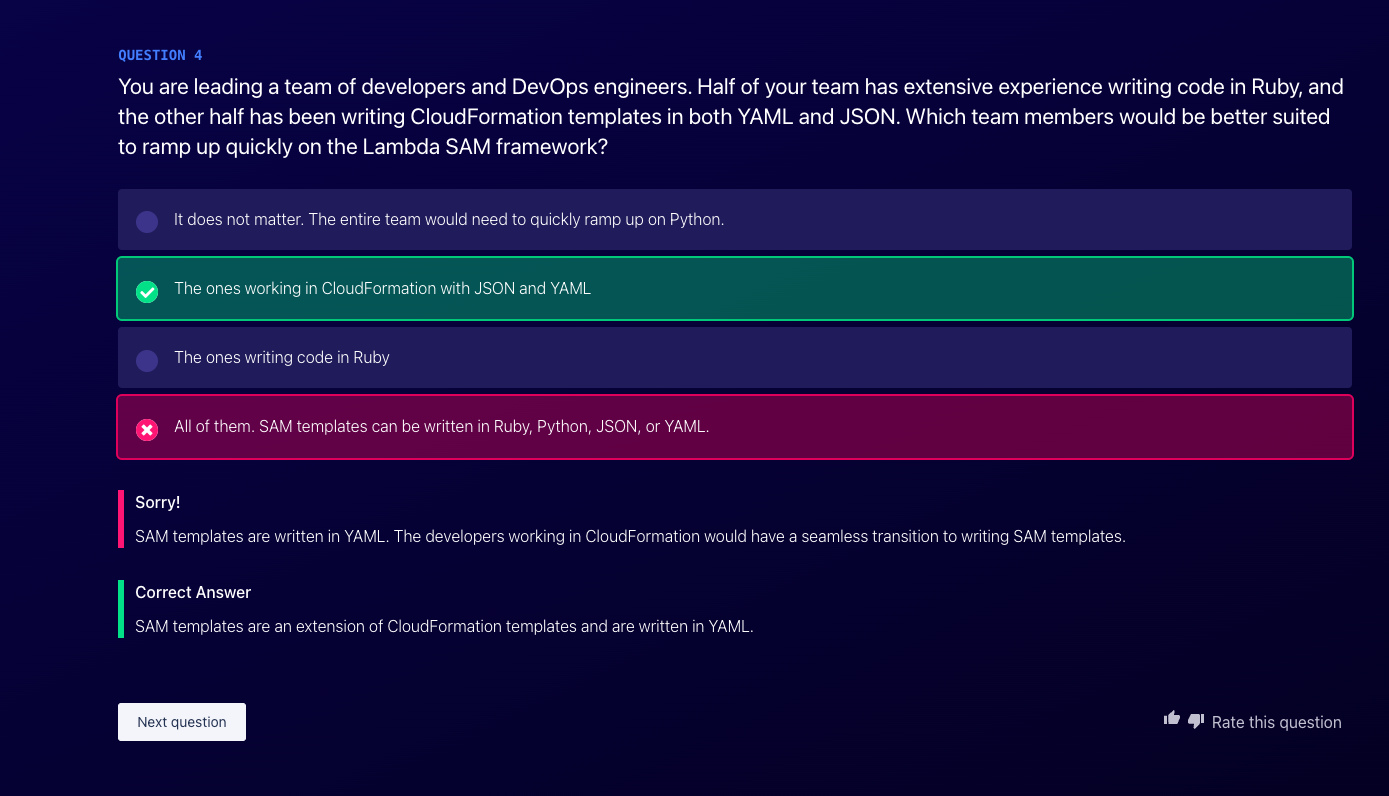 QUESTION 4
You are leading a team of developers and DevOps engineers. Half of your team has extensive experience writing code in Ruby, and
the other half has been writing CloudFormation templates in both YAML and JSON. Which team members would be better suited
to ramp up quickly on the Lambda SAM framework?
It does not matter. The entire team would need to quickly ramp up on Python.
The ones working in CloudFormation with JSON and YAML
The ones writing code in Ruby
All of them. SAM templates can be written in Ruby, Python, JSON, or YAML.
Sorry!
SAM templates are written in YAML. The developers working in CloudFormation would have a seamless transition to writing SAM templates.
Correct Answer
SAM templates are an extension of CloudFormation templates and are written in YAML.
Next question
Rate this question